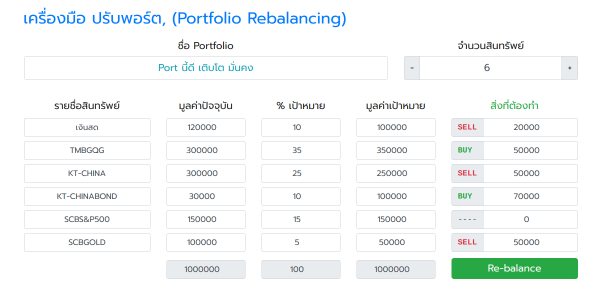 เครื่องมือ ปรับพอร์ต, (Portfolio Rebalancing)
ชื่อ Portfolio จำนวนสินทรัพย์
Port นี้ดี เติบโต มั่นคง - 6 +
รายชื่อสินทรัพย์ มูลค่าปัจจุบัน % เป้าหมาย มูลค่าเป้าหมาย สิ่งที่ต้องทำ
เงินสด 120000 10 100000 SELL 20000
TMBGQG 300000 35 350000 BUY 50000
KT-CHINA 300000 25 250000 SELL 50000
KT-CHINABOND 30000 10 100000 BUY 70000
SCBS&P500 150000 15 150000 ---- 0
SCBGOLD 100000 5 50000 SELL 50000
1000000 100 1000000 Re-balance